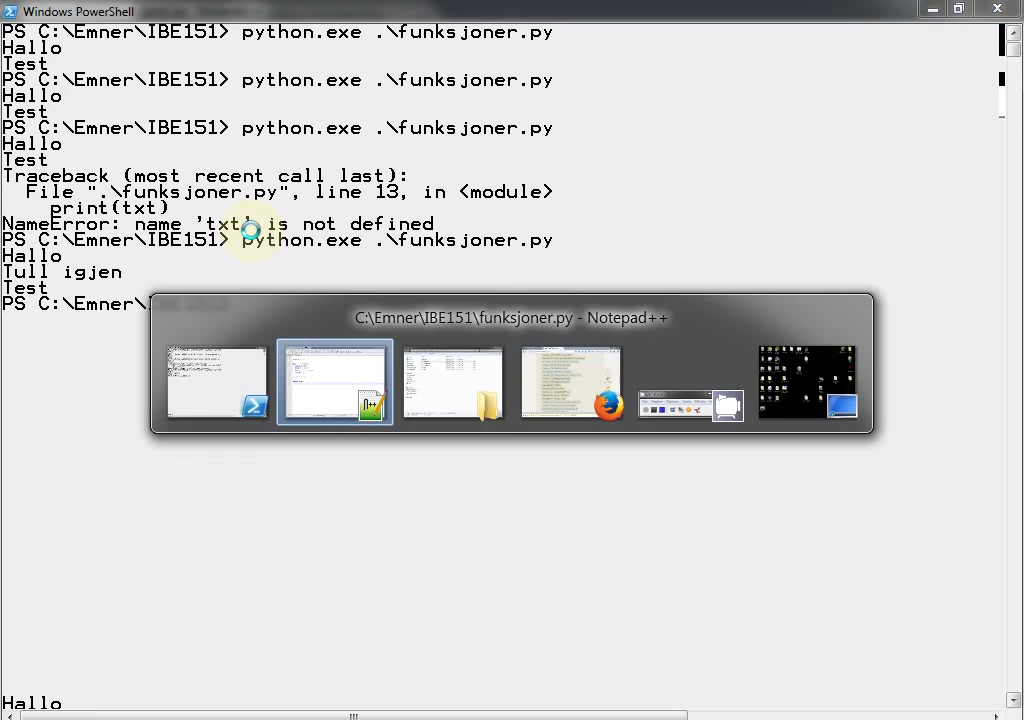 Windows PowerShell
PS C:\Emner\IBE151> python.exe .\funksjoner.py
Hallo
Test
PS C:\Emner\IBE151> python.exe .\funksjoner.py
Hallo
Test
PS C:\Emner\IBE151> python.exe .\funksjoner.py
Hallo
Test
Traceback (most recent call last):
  File ".\funksjoner.py", line 13, in <module>
    print(txt)
NameError: name 'txt' is not defined
PS C:\Emner\IBE151> python.exe .\funksjoner.py
Hallo
Tull igjen
Test
PS C:\Emner\IBE151>
C:\Emner\IBE151\funksjoner.py - Notepad++
Hallo